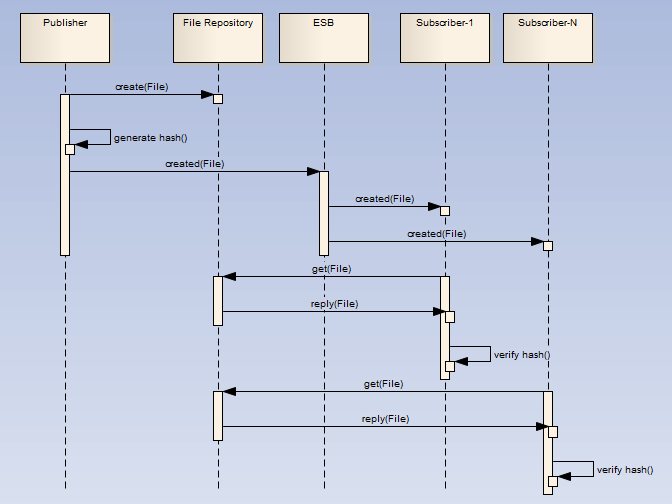 Publisher
File Repository
ESB
Subscriber-1
Subscriber-N
create(File)
generate hash()
created(File)
created(File)
created(File)
get(File)
reply(File)
verify hash()
get(File)
reply(File)
verify hash()